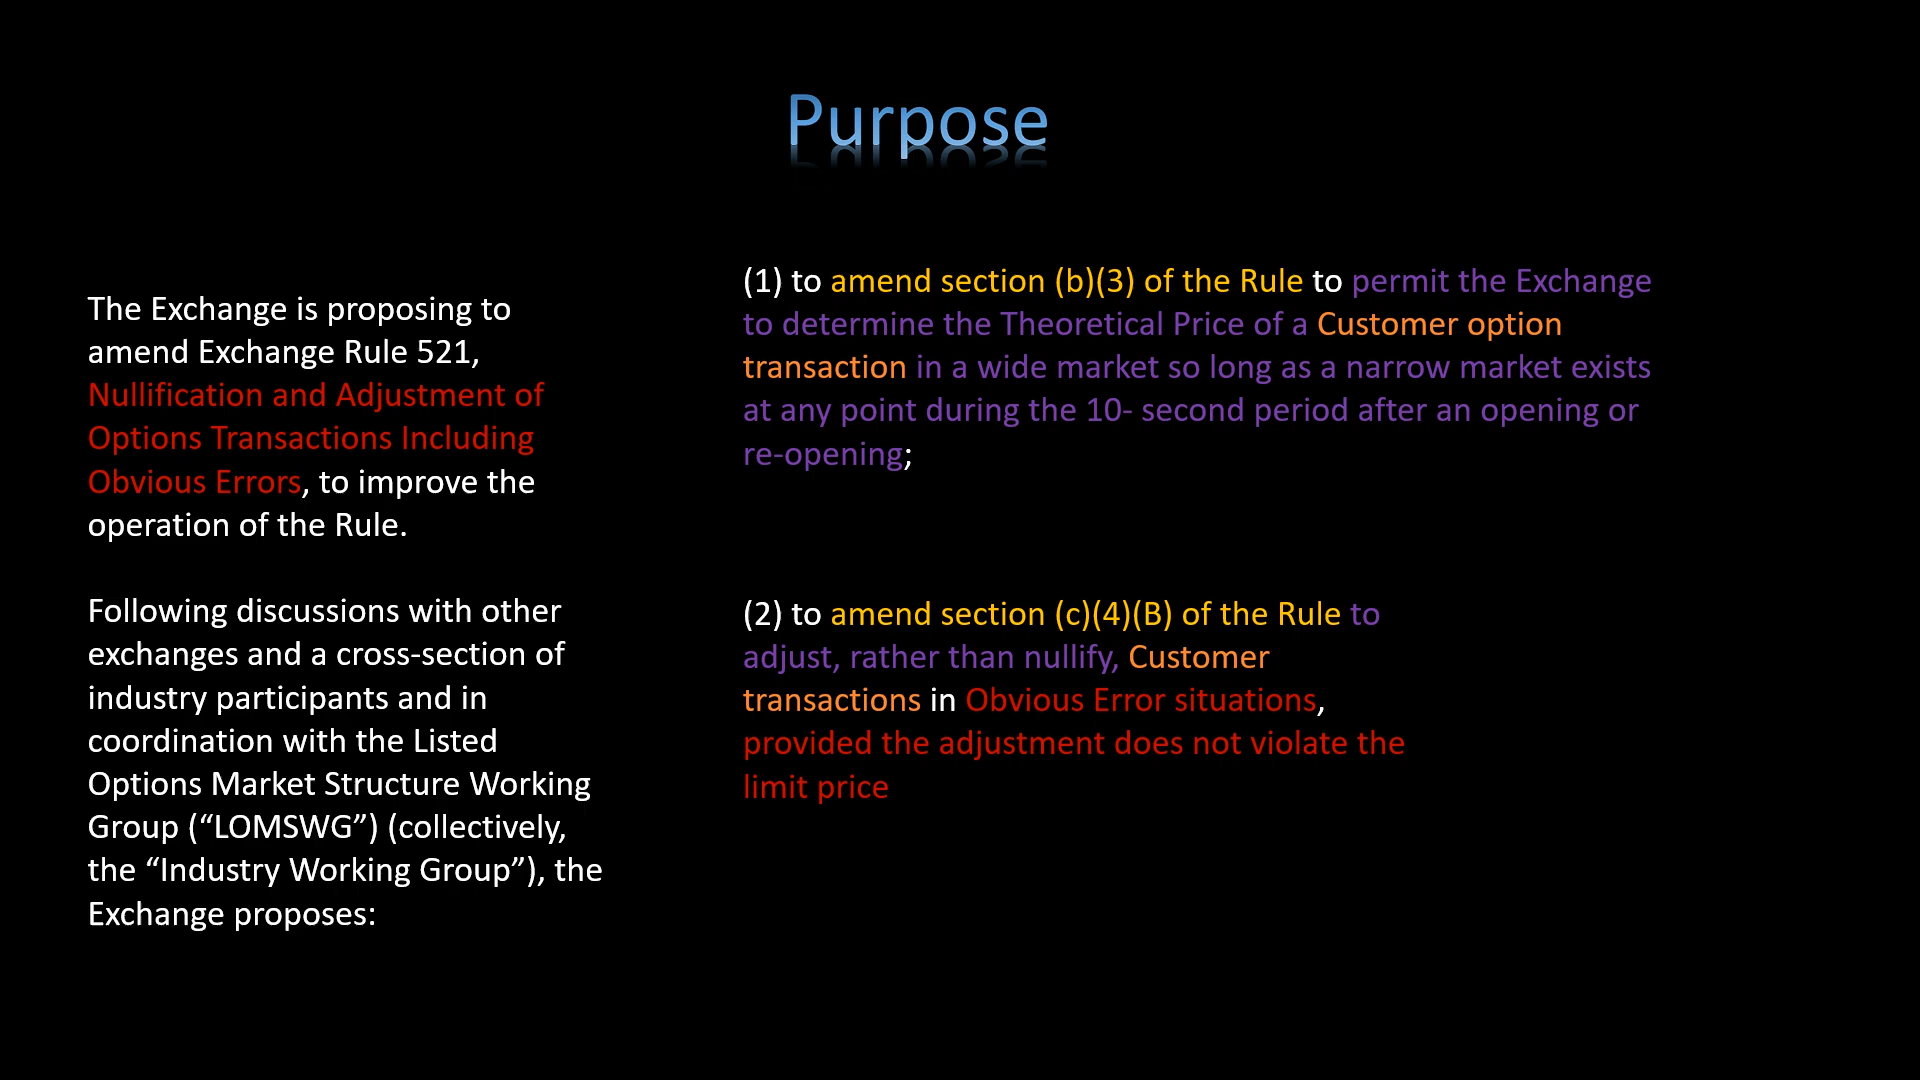 Purpose
The Exchange is proposing to
amend Exchange Rule 521,
Nullification and Adjustment of
Options Transactions Including
Obvious Errors, to improve the
operation of the Rule.
Following discussions with other
exchanges and a cross-section of
industry participants and in
coordination with the Listed
Options Market Structure Working
Group (“LOMSWG”) (collectively,
the “Industry Working Group”), the
Exchange proposes:
(1) to amend section (b)(3) of the Rule to permit the Exchange
to determine the Theoretical Price of a Customer option
transaction in a wide market so long as a narrow market exists
at any point during the 10- second period after an opening or
re-opening;
(2) to amend section (c)(4)(B) of the Rule to
adjust, rather than nullify, Customer
transactions in Obvious Error situations,
provided the adjustment does not violate the
limit price